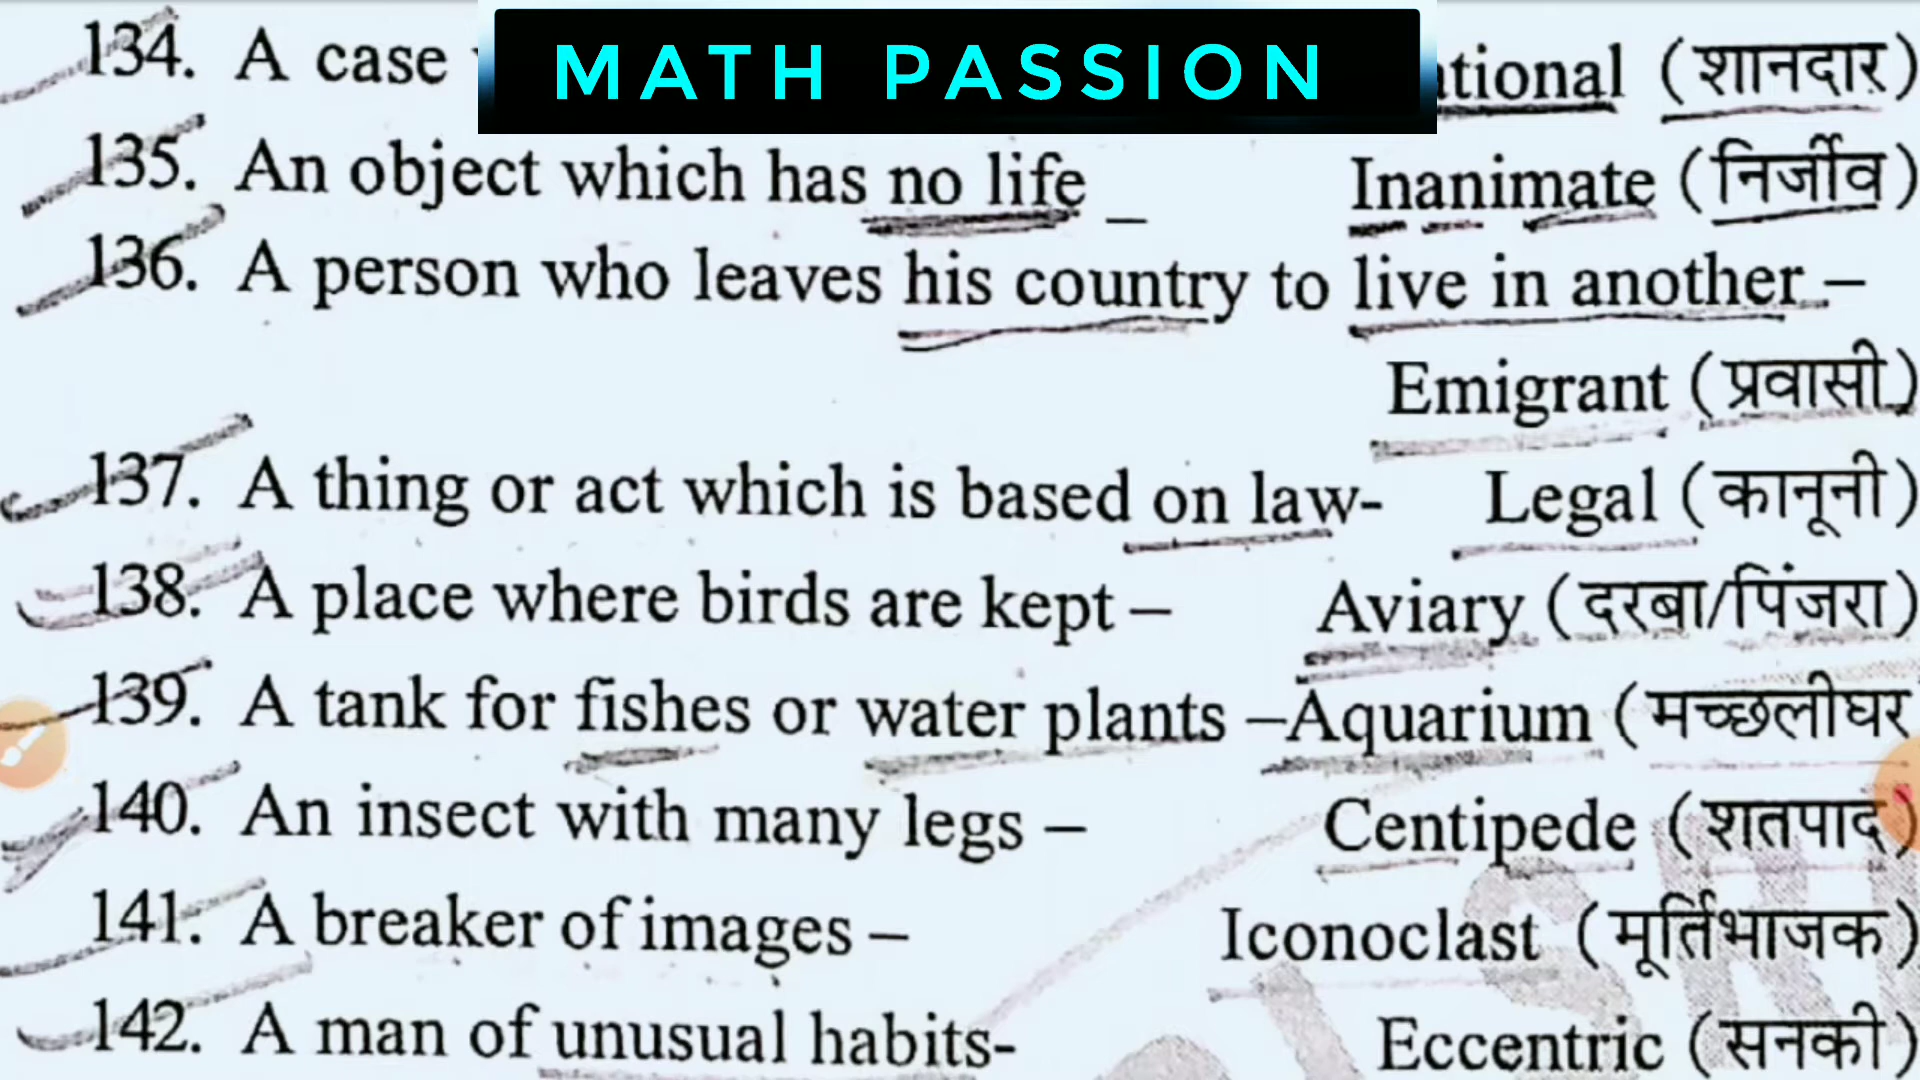 MATH PASSION
134. A case ational (शानदार)
135. An object which has no life _ Inanimate (निर्जीव)
136. A person who leaves his country to live in another –
Emigrant (प्रवासी)
137. A thing or act which is based on law- Legal (कानूनी)
138. A place where birds are kept – Aviary (दरबा/पिंजरा)
139. A tank for fishes or water plants –Aquarium (मच्छलीघर
140. An insect with many legs – Centipede (शतपाद)
141. A breaker of images – Iconoclast (मूर्तिभाजक)
142. A man of unusual habits- Eccentric (सनकी)